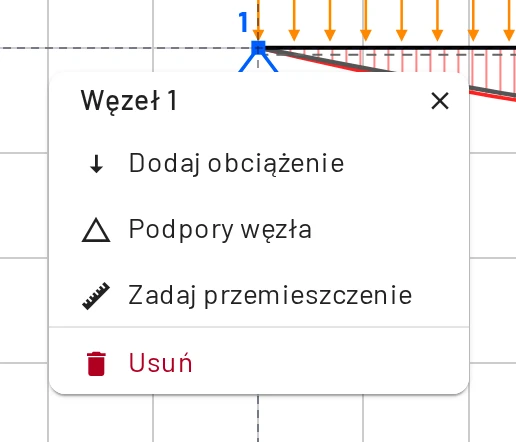 1
Węzeł 1
Dodaj obciążenie
Podpory węzła
Zadaj przemieszczenie
Usuń